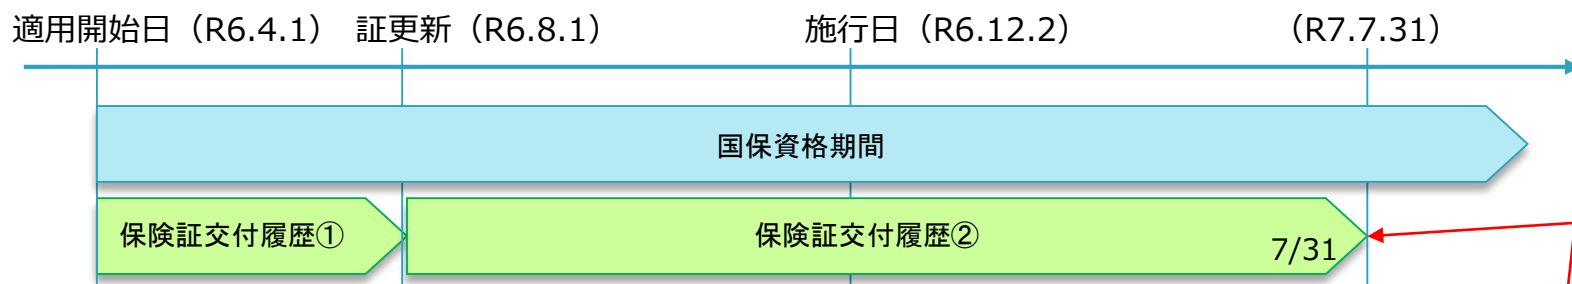 適用開始日（R6.4.1） 証更新（R6.8.1） 施行日（R6.12.2） （R7.7.31）
国保資格期間
保険証交付履歴① 保険証交付履歴② 7/31